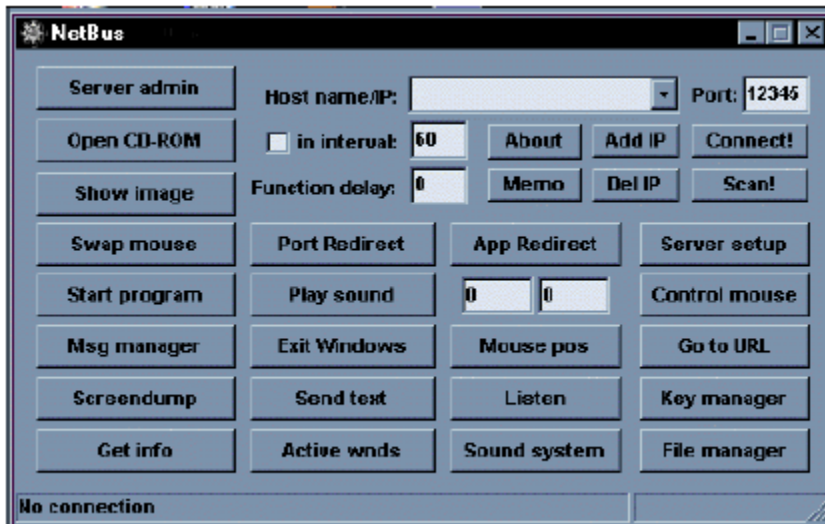 NetBus
Server admin
Host name/IP:
Port: 12345
Open CD-ROM
in interval: 60
About
Add IP
Connect!
Show image
Function delay: 0
Memo
Del IP
Scan!
Swap mouse
Port Redirect
App Redirect
Server setup
Start program
Play sound
0
0
Control mouse
Msg manager
Exit Windows
Mouse pos
Go to URL
Screendump
Send text
Listen
Key manager
Get info
Active wnds
Sound system
File manager
No connection